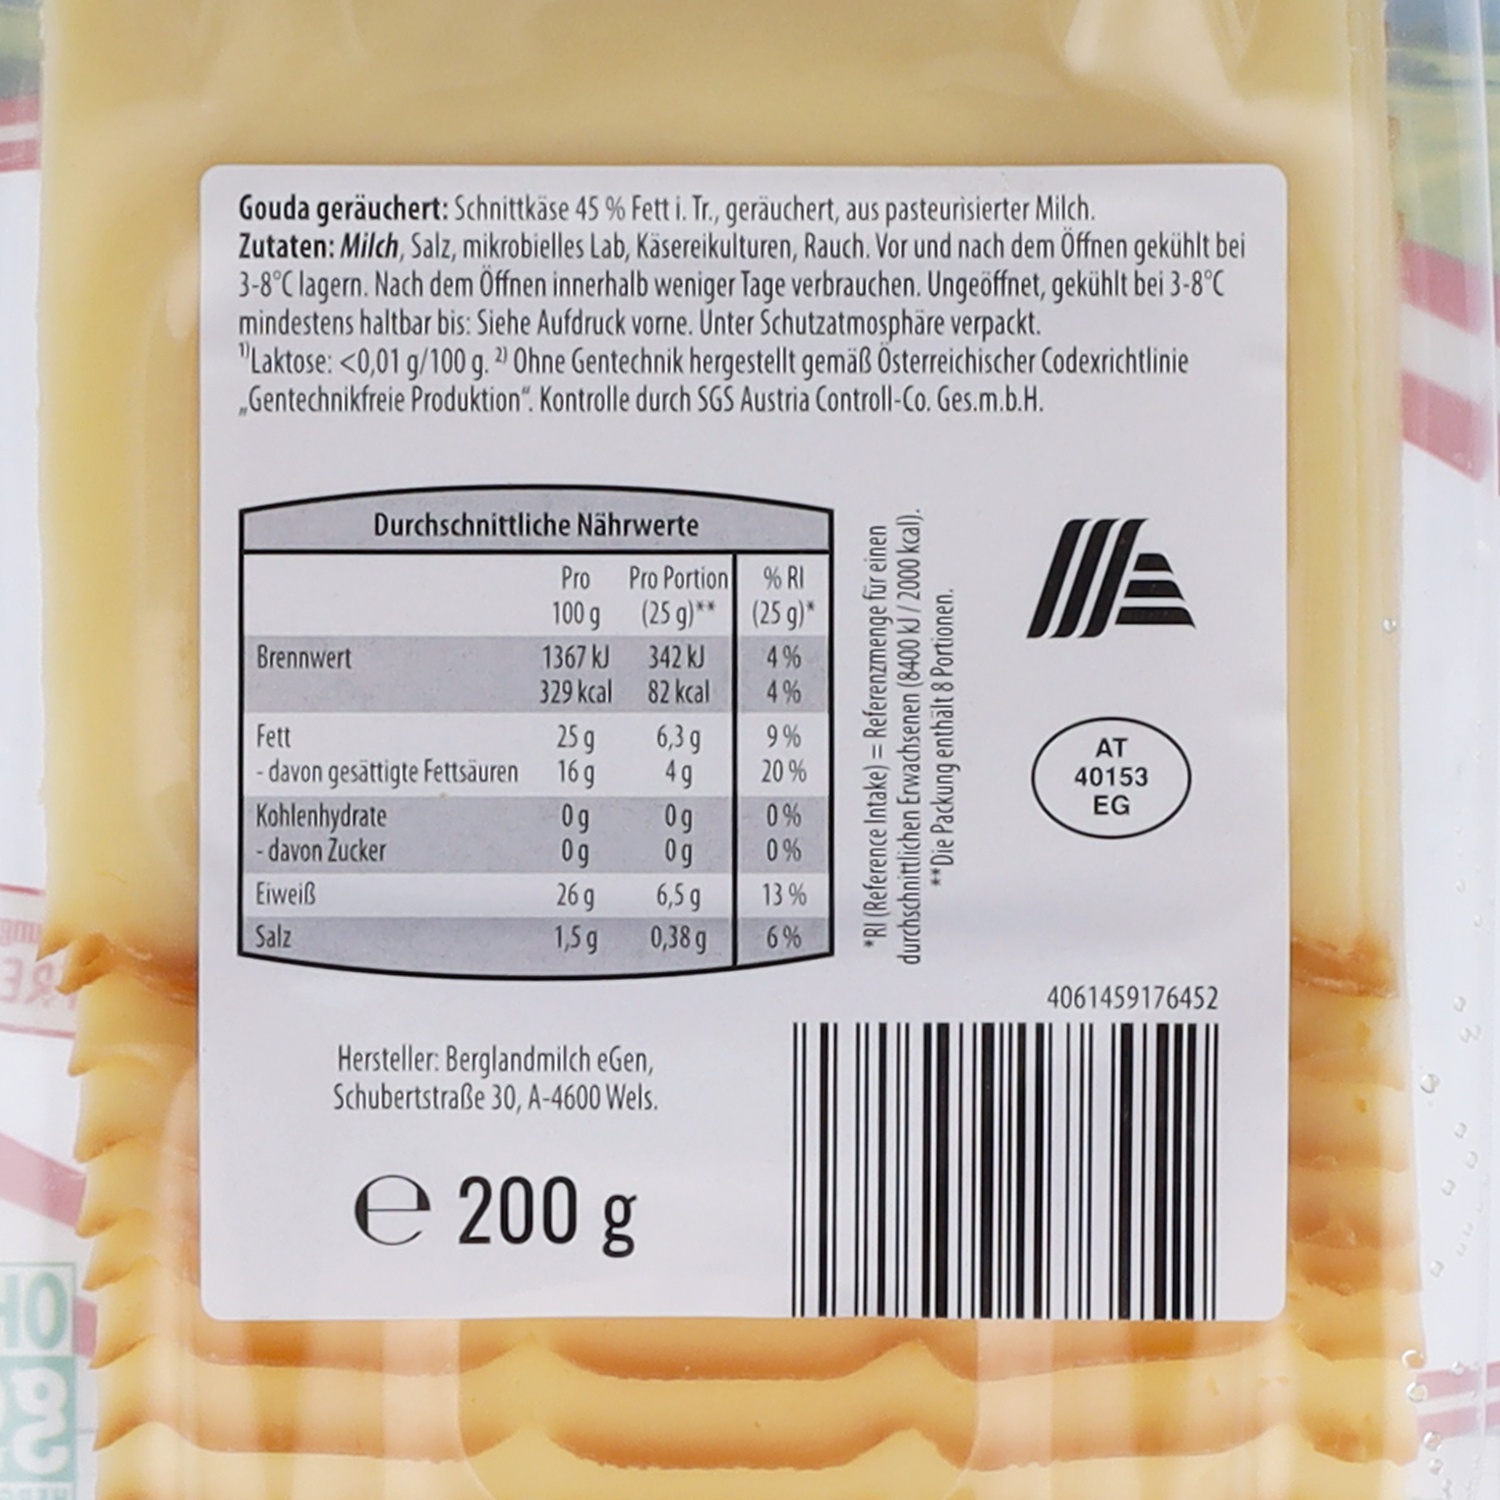 Gouda geräuchert: Schnittkäse 45 % Fett i. Tr., geräuchert, aus pasteurisierter Milch.
Zutaten: Milch, Salz, mikrobielles Lab, Käsereikulturen, Rauch. Vor und nach dem Öffnen gekühlt bei
3-8°C lagern. Nach dem Öffnen innerhalb weniger Tage verbrauchen. Ungeöffnet, gekühlt bei 3-8°C
mindestens haltbar bis: Siehe Aufdruck vorne. Unter Schutzatmosphäre verpackt.
1)Laktose: <0,01 g/100 g. 2) Ohne Gentechnik hergestellt gemäß Österreichischer Codexrichtlinie
„Gentechnikfreie Produktion“. Kontrolle durch SGS Austria Controll-Co. Ges.m.b.H.
Durchschnittliche Nährwerte
Pro Pro Portion % RI
100 g (25 g)** (25 g)*
Brennwert 1367 kJ 342 kJ 4 %
329 kcal 82 kcal 4 %
Fett 25 g 6,3 g 9 %
- davon gesättigte Fettsäuren 16 g 4 g 20 %
Kohlenhydrate 0 g 0 g 0 %
- davon Zucker 0 g 0 g 0 %
Eiweiß 26 g 6,5 g 13 %
Salz 1,5 g 0,38 g 6 %
*RI (Reference Intake) = Referenzmenge für einen
durchschnittlichen Erwachsenen (8400 kJ / 2000 kcal).
**Die Packung enthält 8 Portionen.
AT
40153
EG
4061459176452
Hersteller: Berglandmilch eGen,
Schubertstraße 30, A-4600 Wels.
e 200 g